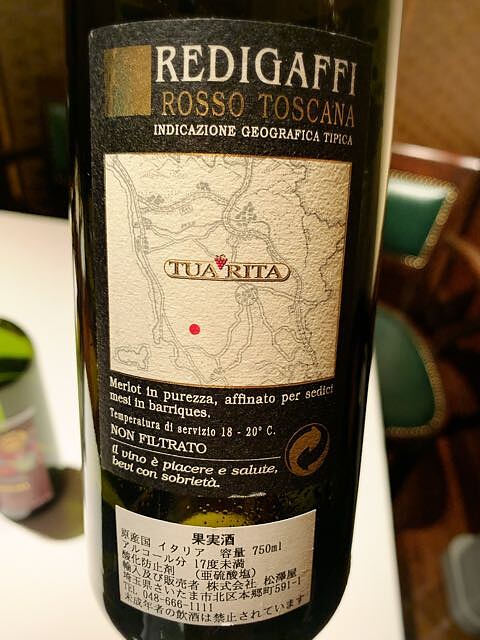 REDIGAFFI
ROSSO TOSCANA
INDICAZIONE GEOGRAFICA TIPICA
TUA RITA
Merlot in purezza, affinato per sedici
mesi in barriques.
Temperatura di servizio 18 - 20° C.
NON FILTRATO
Il vino è piacere e salute,
bevi con sobrietà.
果実酒
原産国 イタリア 容量 750ml
アルコール分 17度未満
酸化防止剤 (亜硫酸塩)
輸入及び販売者 株式会社 松澤屋
埼玉県さいたま市北区本郷町591-1
TEL. 048-666-1111
未成年者の飲酒は禁止されています